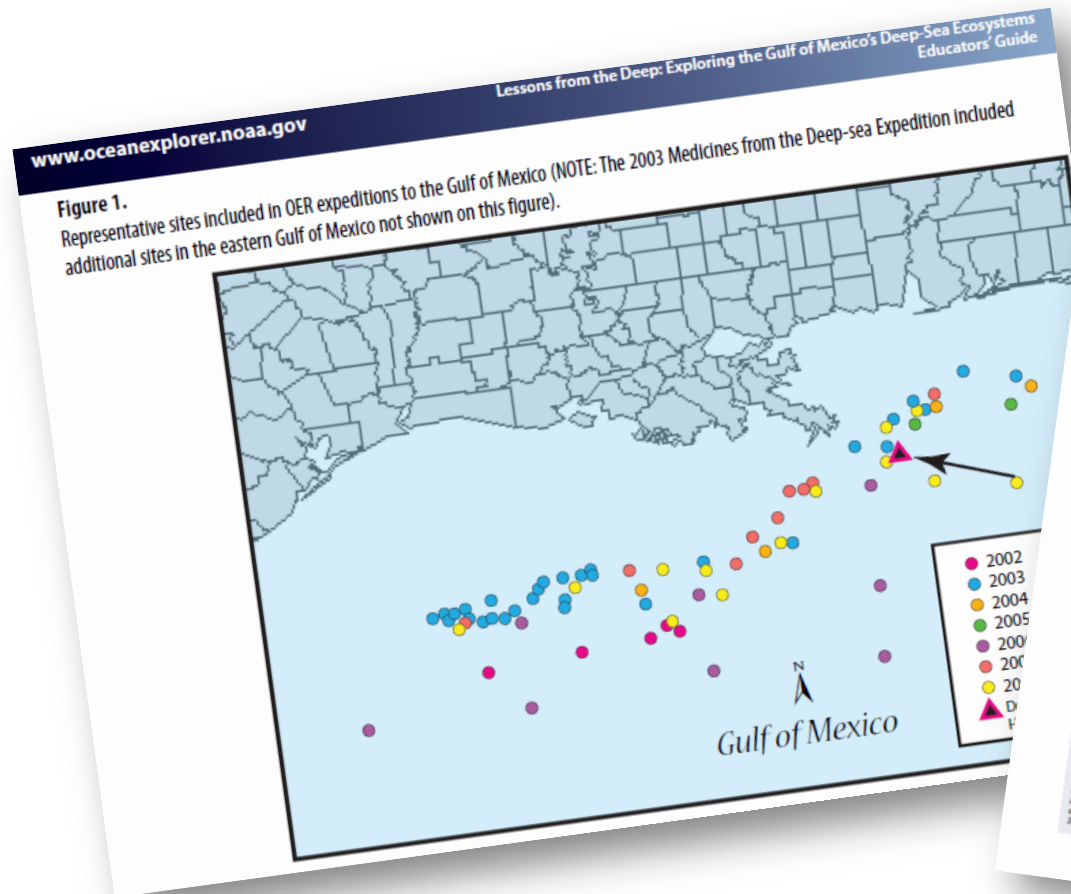 Lessons from the Deep: Exploring the Gulf of Mexico's Deep-Sea Ecosystems
www.oceanexplorer.noaa.gov
Educators' Guide
Figure 1.
Representative sites included in OER expeditions to the Gulf of Mexico (NOTE: The 2003 Medicines from the Deep-sea Expedition included
additional sites in the eastern Gulf of Mexico not shown on this figure).
2002
2003
2004
2005
N
Gulf of Mexico